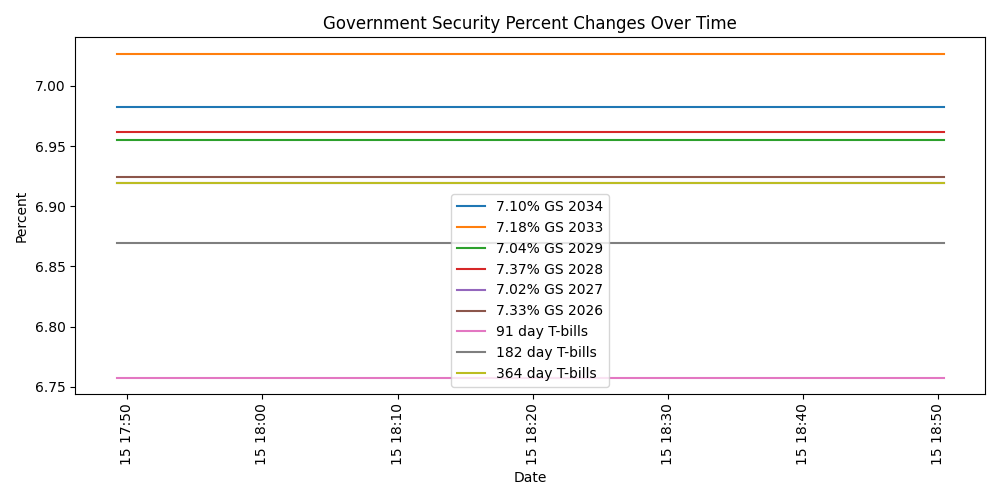 Government Security Percent Changes Over Time
Percent
7.00
6.95
6.90
6.85
6.80
6.75
7.10% GS 2034
7.18% GS 2033
7.04% GS 2029
7.37% GS 2028
7.02% GS 2027
7.33% GS 2026
91 day T-bills
182 day T-bills
364 day T-bills
15 17:50
15 18:00
15 18:10
15 18:20
15 18:30
15 18:40
15 18:50
Date